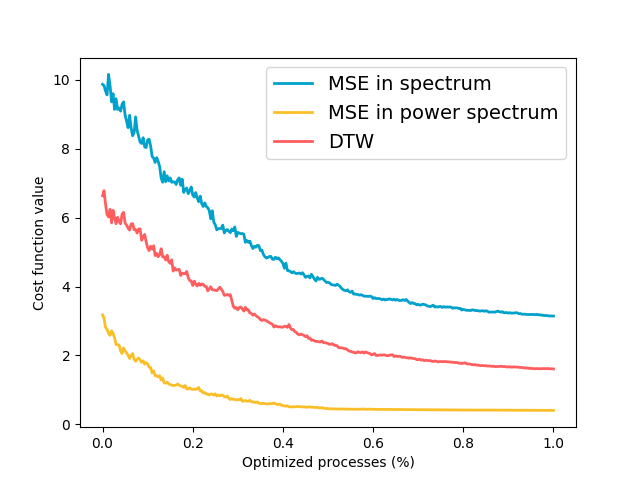 MSE in spectrum
MSE in power spectrum
DTW
Cost function value
10
8
6
4
2
0
0.0 0.2 0.4 0.6 0.8 1.0
Optimized processes (%)